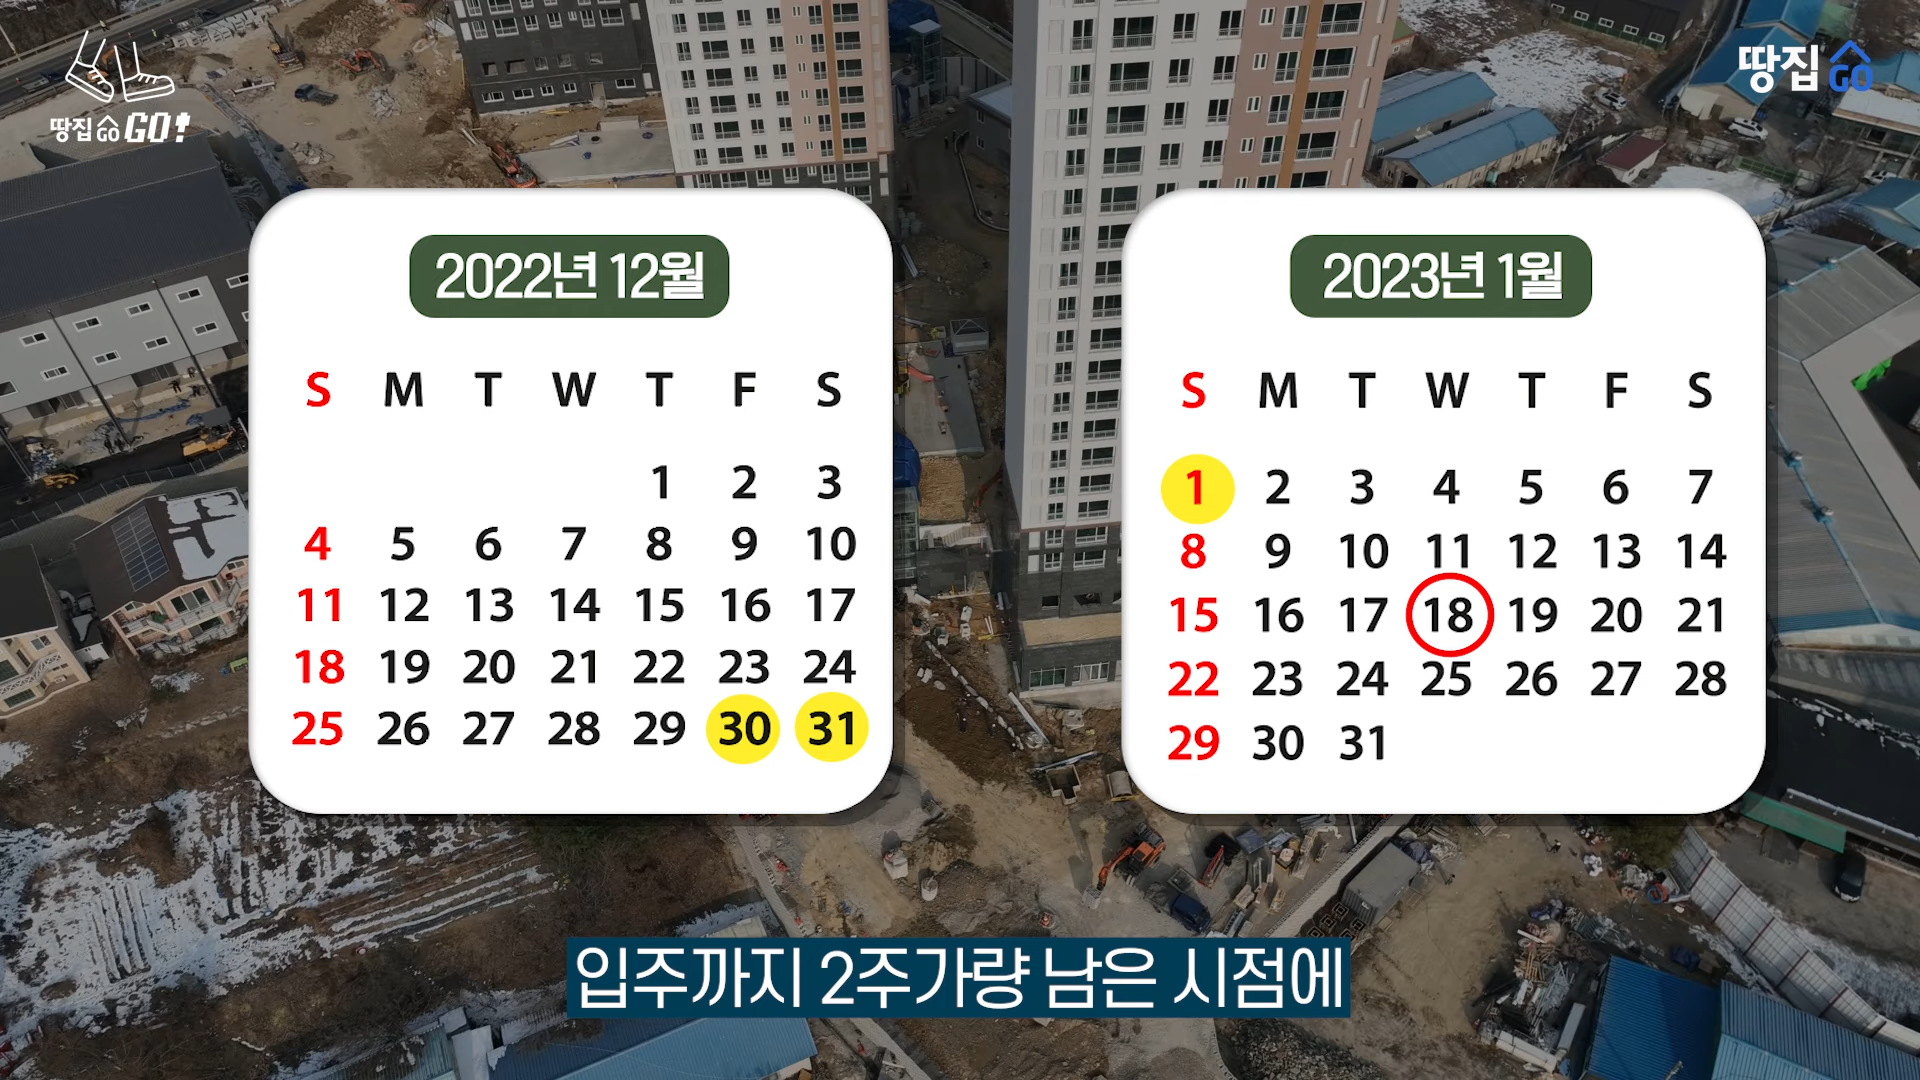 땅집GO GO!
땅집GO
2022년 12월
S M T W T F S
1 2 3
4 5 6 7 8 9 10
11 12 13 14 15 16 17
18 19 20 21 22 23 24
25 26 27 28 29 30 31
2023년 1월
S M T W T F S
1 2 3 4 5 6 7
8 9 10 11 12 13 14
15 16 17 18 19 20 21
22 23 24 25 26 27 28
29 30 31
입주까지 2주가량 남은 시점에